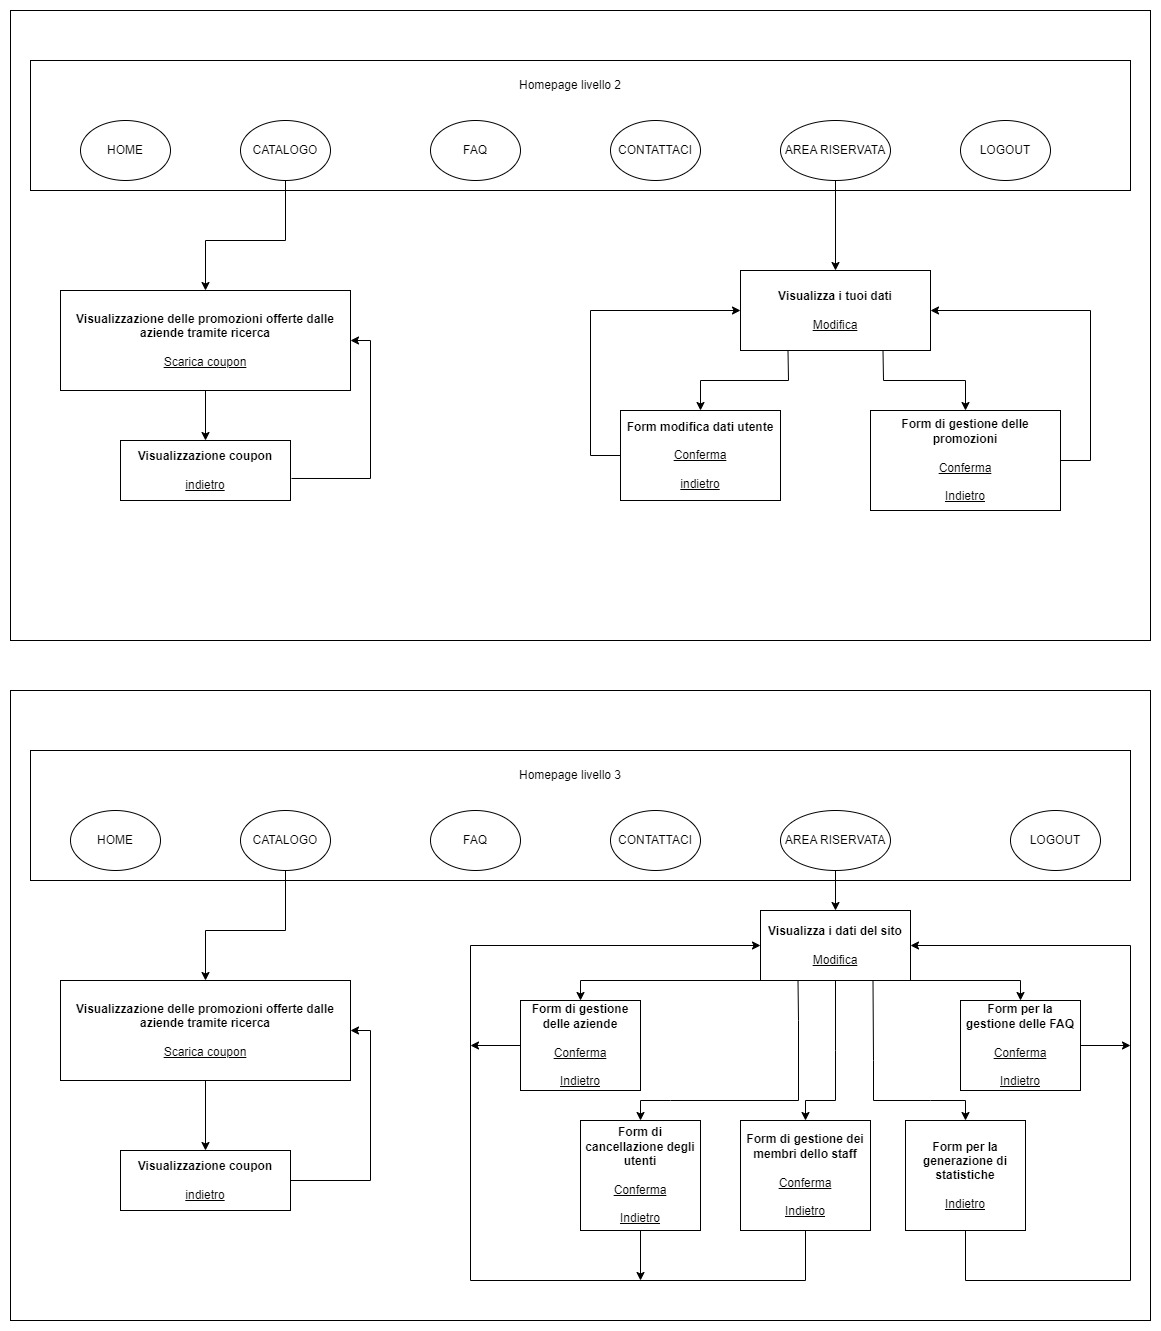 Homepage livello 2
HOME
CATALOGO
FAQ
CONTATTACI
AREA RISERVATA
LOGOUT
Visualizzazione delle promozioni offerte dalle
aziende tramite ricerca
Scarica coupon
Visualizzazione coupon
indietro
Visualizza i tuoi dati
Modifica
Form modifica dati utente
Conferma
indietro
Form di gestione delle
promozioni
Conferma
Indietro
Homepage livello 3
HOME
CATALOGO
FAQ
CONTATTACI
AREA RISERVATA
LOGOUT
Visualizzazione delle promozioni offerte dalle
aziende tramite ricerca
Scarica coupon
Visualizzazione coupon
indietro
Visualizza i dati del sito
Modifica
Form di gestione
delle aziende
Conferma
Indietro
Form per la
gestione delle FAQ
Conferma
Indietro
Form di
cancellazione degli
utenti
Conferma
Indietro
Form di gestione dei
membri dello staff
Conferma
Indietro
Form per la
generazione di
statistiche
Indietro